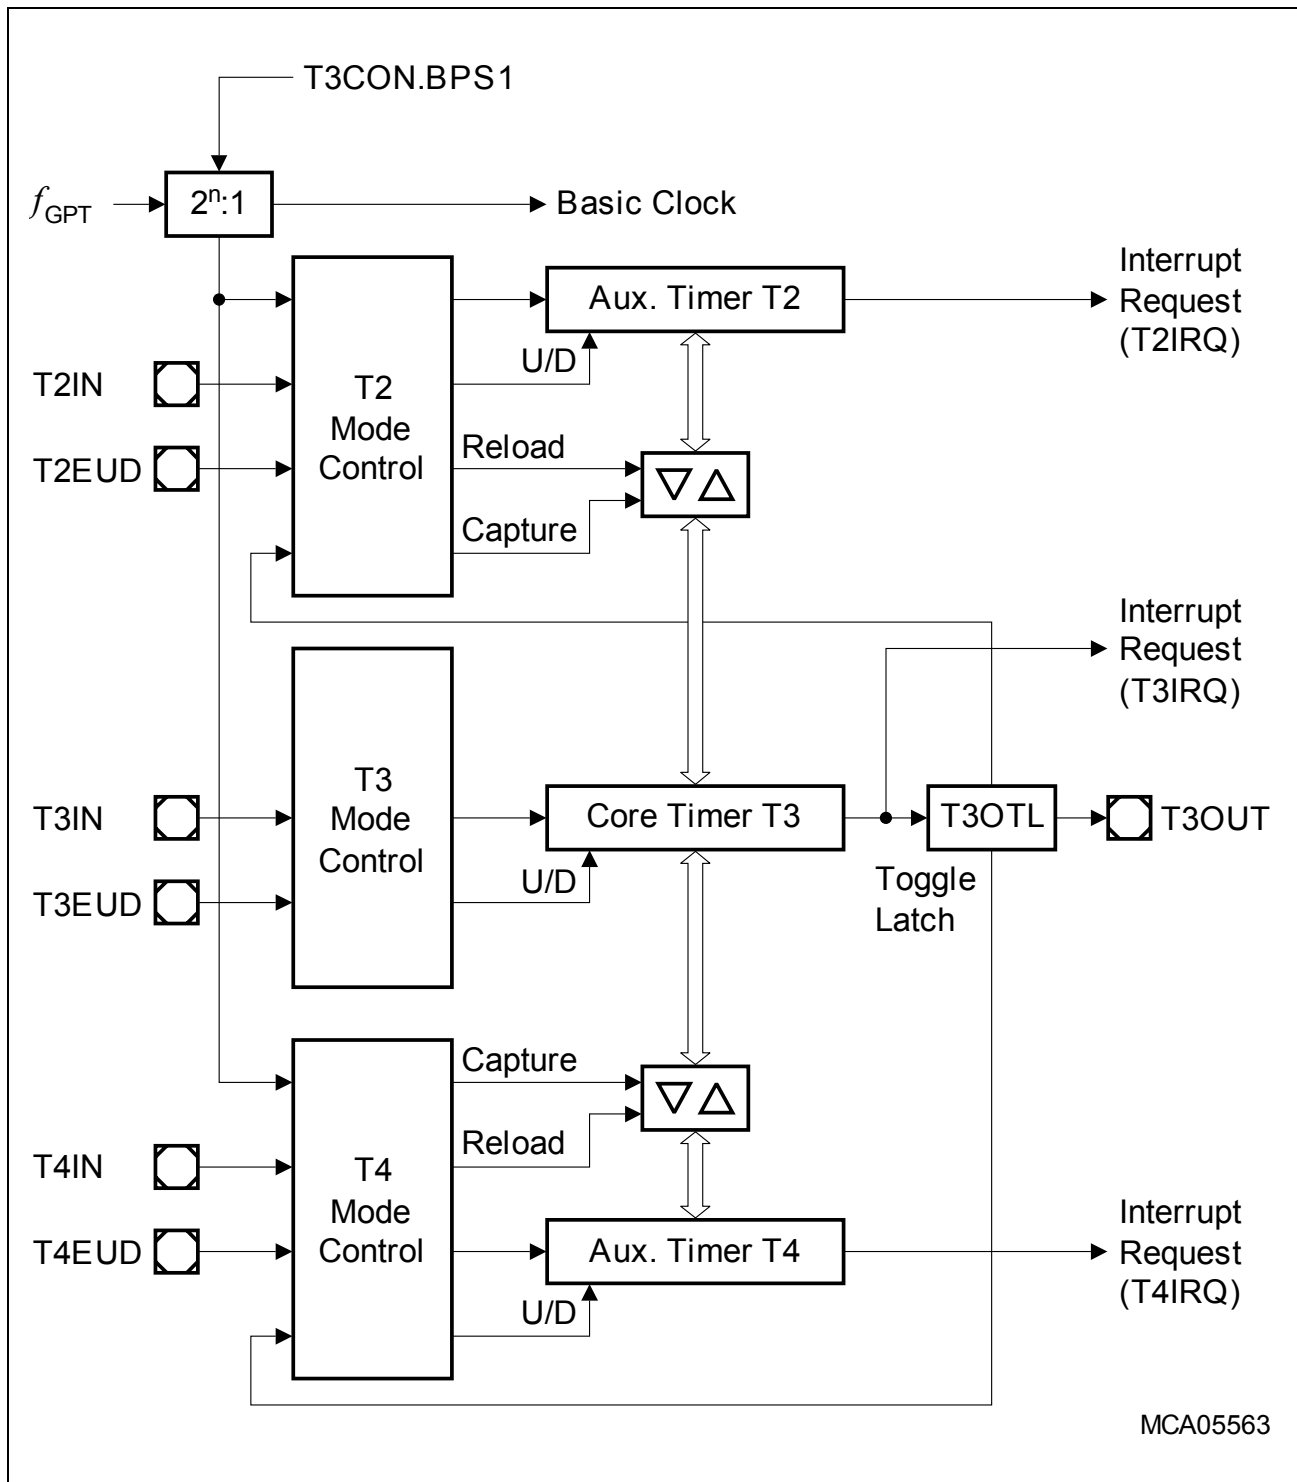 T3CON.BPS1
fGPT
2ⁿ:1
Basic Clock
Interrupt
Request
(T2IRQ)
Aux. Timer T2
U/D
T2IN
T2
Mode
Control
T2EUD
Reload
Capture
Interrupt
Request
(T3IRQ)
T3
Mode
Control
T3IN
Core Timer T3
T3OTL
T3OUT
U/D
T3EUD
Toggle
Latch
Capture
Reload
T4IN
T4
Mode
Control
T4EUD
Aux. Timer T4
U/D
Interrupt
Request
(T4IRQ)
MCA05563